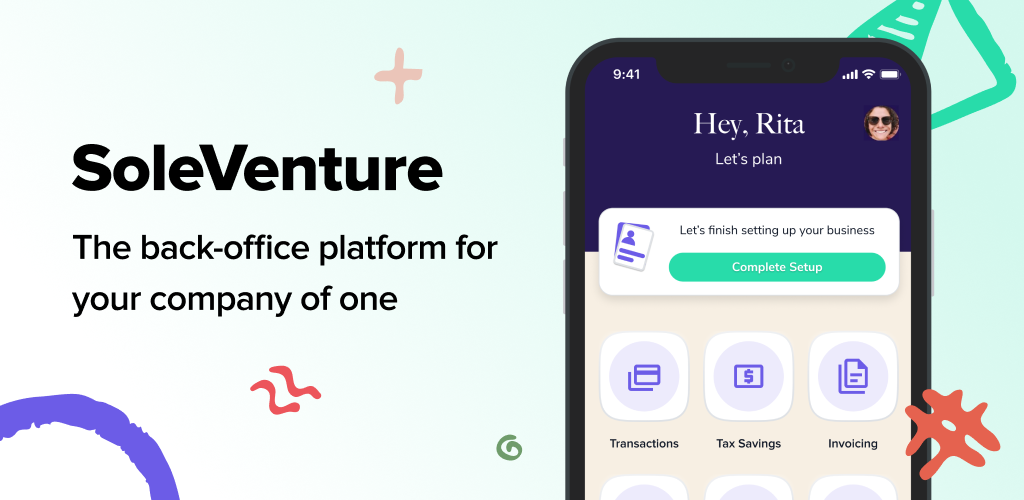 SoleVenture
The back-office platform for
your company of one
9:41
Hey, Rita
Let's plan
Let's finish setting up your business
Complete Setup
Transactions
Tax Savings
Invoicing